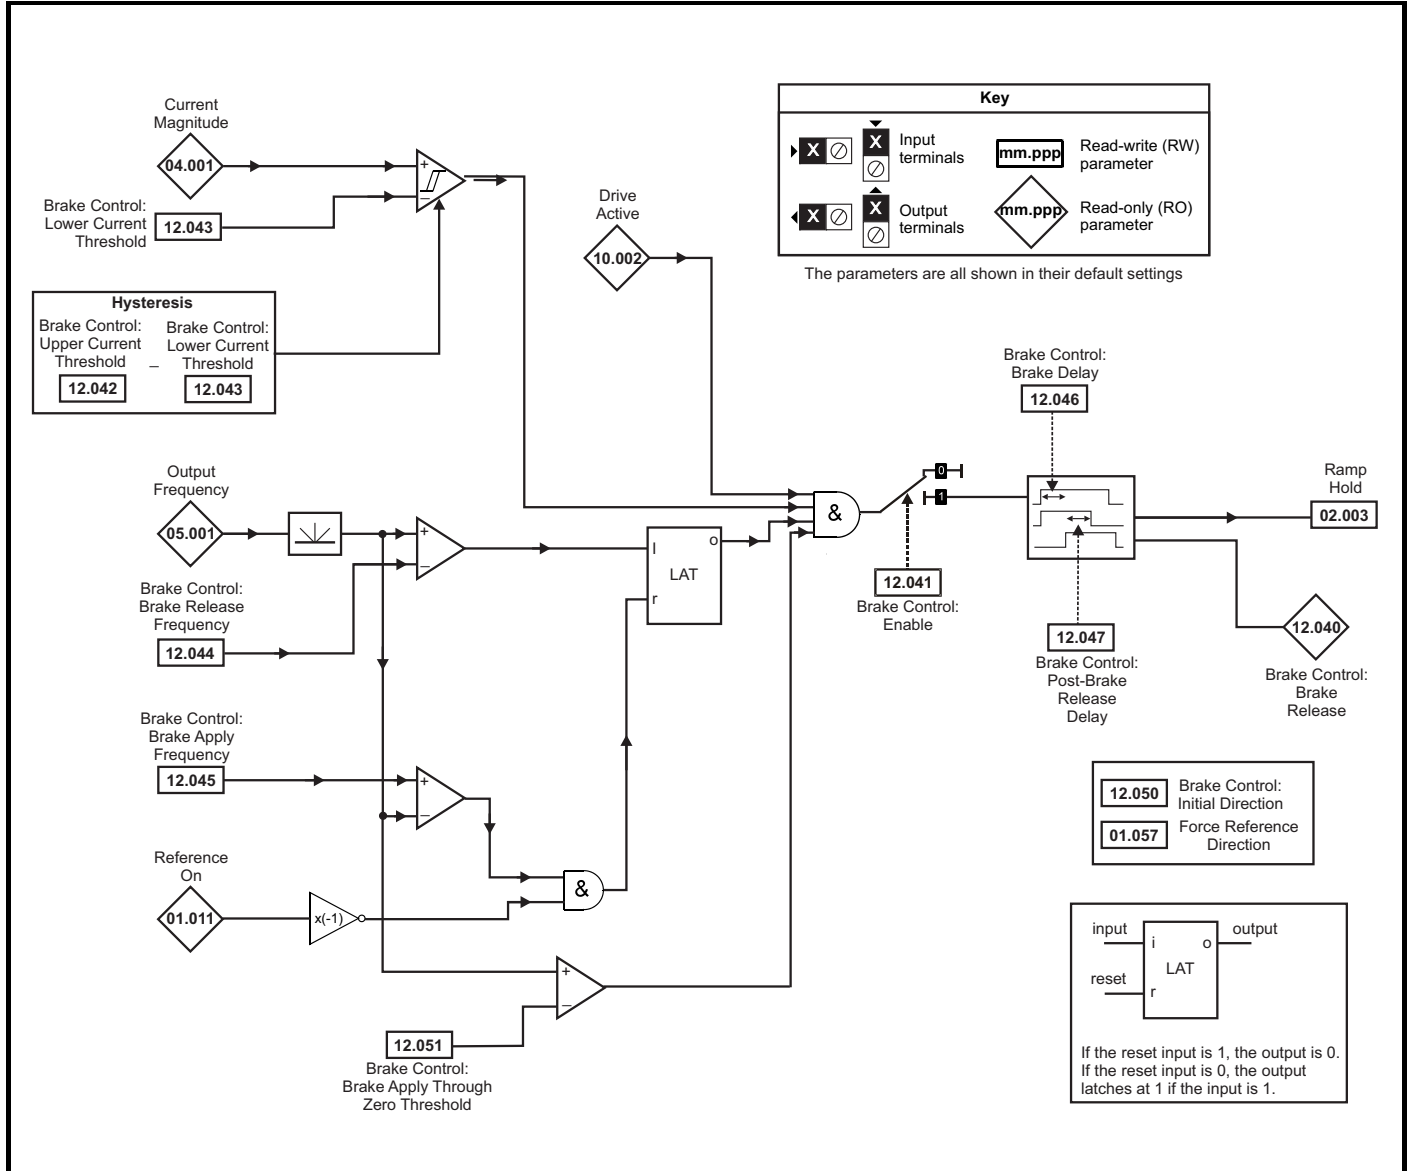 Current
Magnitude
04.001
+
–
Brake Control:
Lower Current
Threshold
12.043
Hysteresis
Brake Control:
Upper Current
Threshold
12.042
–
Brake Control:
Lower Current
Threshold
12.043
Drive
Active
10.002
Key
X
X
Input
terminals
mm.ppp
Read-write (RW)
parameter
X
X
Output
terminals
mm.ppp
Read-only (RO)
parameter
The parameters are all shown in their default settings
Output
Frequency
05.001
+
–
Brake Control:
Brake Release
Frequency
12.044
I
o
LAT
r
&
0
1
12.041
Brake Control:
Enable
Brake Control:
Brake Delay
12.046
12.047
Brake Control:
Post-Brake
Release
Delay
Ramp
Hold
02.003
12.040
Brake Control:
Brake
Release
Brake Control:
Brake Apply
Frequency
12.045
+
–
Reference
On
01.011
x(-1)
&
+
–
12.051
Brake Control:
Brake Apply Through
Zero Threshold
12.050
Brake Control:
Initial Direction
01.057
Force Reference
Direction
input
i
o
output
LAT
reset
r
If the reset input is 1, the output is 0.
If the reset input is 0, the output
latches at 1 if the input is 1.